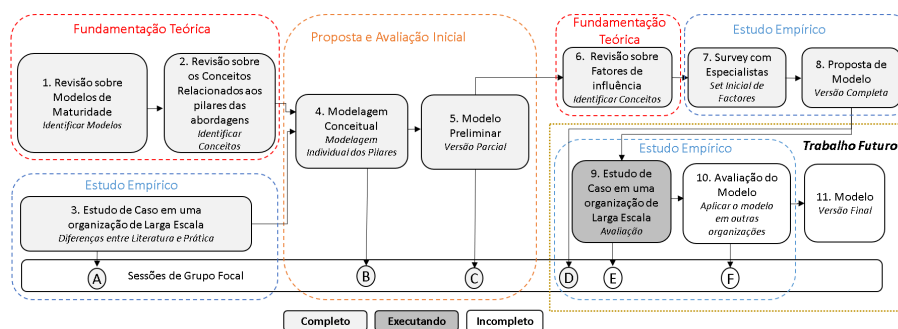 Fundamentação Teórica
1. Revisão sobre
Modelos de
Maturidade
Identificar Modelos
2. Revisão sobre
os Conceitos
Relacionados aos
pilares das
abordagens
Identificar
Conceitos
Estudo Empírico
3. Estudo de Caso em uma
organização de Larga Escala
Diferenças entre Literatura e Prática
Proposta e Avaliação Inicial
4. Modelagem
Conceitual
Modelagem
Individual dos Pilares
5. Modelo
Preliminar
Versão Parcial
Fundamentação
Teórica
6. Revisão sobre
Fatores de
influência
Identificar Conceitos
Estudo Empírico
7. Survey com
Especialistas
Set Inicial de
Factores
8. Proposta de
Modelo
Versão Completa
Trabalho Futuro
Estudo Empírico
9. Estudo de
Caso em uma
organização de
Larga Escala
Avaliação
10. Avaliação do
Modelo
Aplicar o modelo
em outras
organizações
11. Modelo
Versão Final
Sessões de Grupo Focal
A
B
C
D
E
F
Completo
Executando
Incompleto